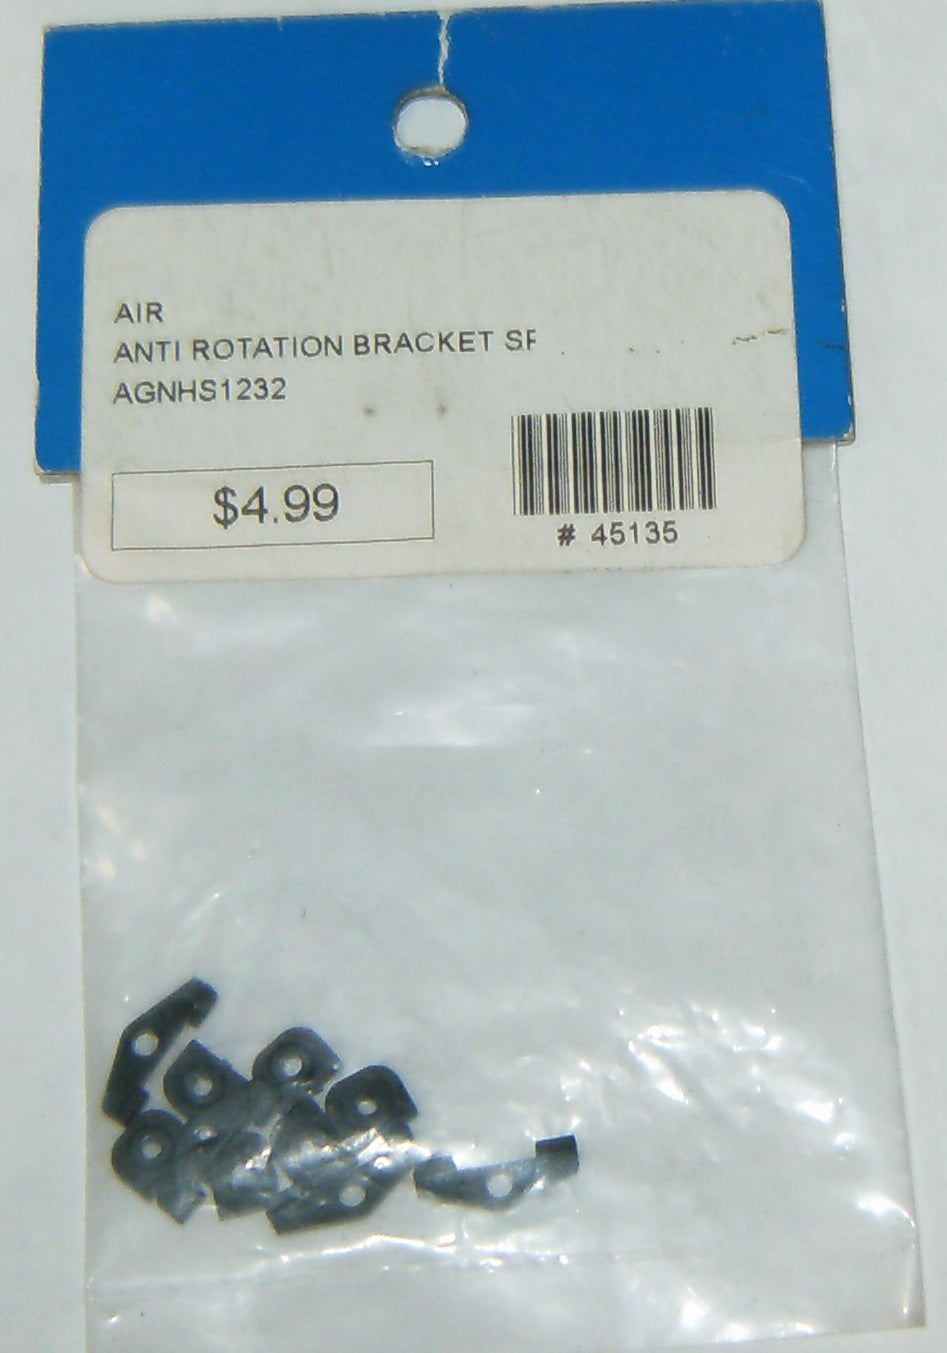 AIR
ANTI ROTATION BRACKET SF
AGNHS1232
$4.99
# 45135